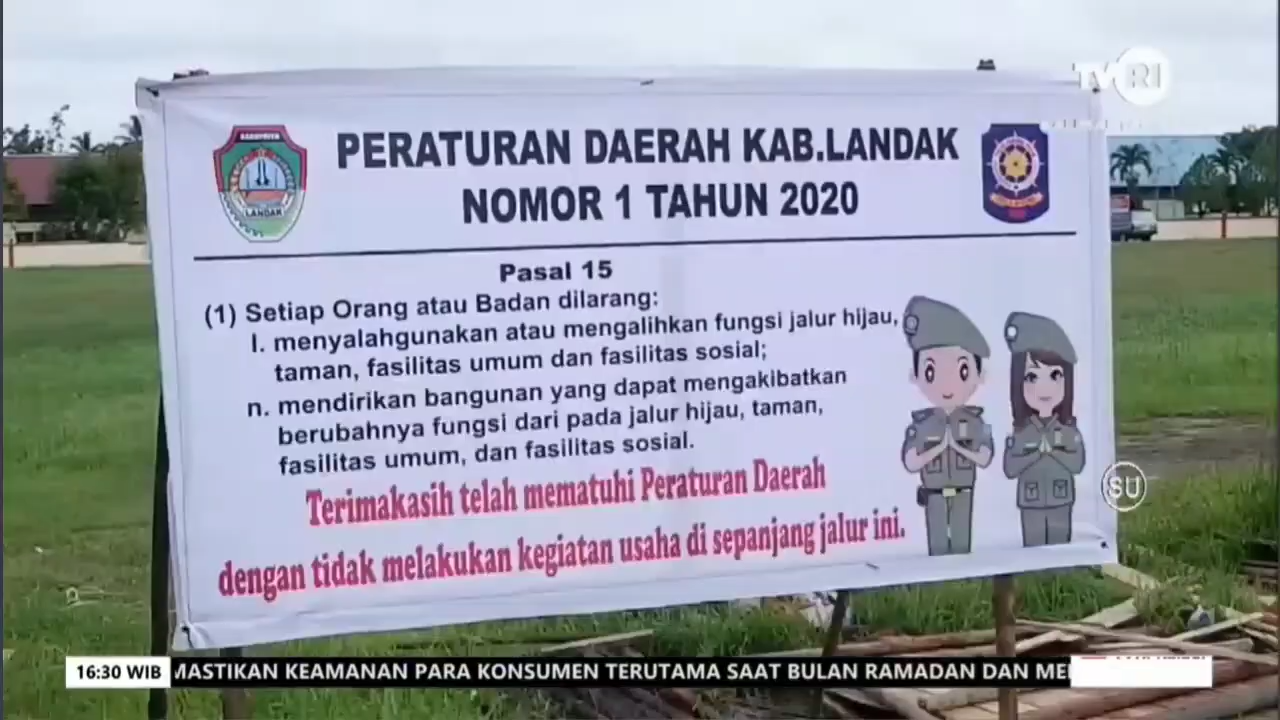 TVRI
PERATURAN DAERAH KAB.LANDAK
NOMOR 1 TAHUN 2020
LANDAK
Pasal 15
(1) Setiap Orang atau Badan dilarang:
l. menyalahgunakan atau mengalihkan fungsi jalur hijau,
taman, fasilitas umum dan fasilitas sosial;
n. mendirikan bangunan yang dapat mengakibatkan
berubahnya fungsi dari pada jalur hijau, taman,
fasilitas umum, dan fasilitas sosial.
Terimakasih telah mematuhi Peraturan Daerah
dengan tidak melakukan kegiatan usaha di sepanjang jalur ini.
SU
16:30 WIB
MASTIKAN KEAMANAN PARA KONSUMEN TERUTAMA SAAT BULAN RAMADAN DAN ME